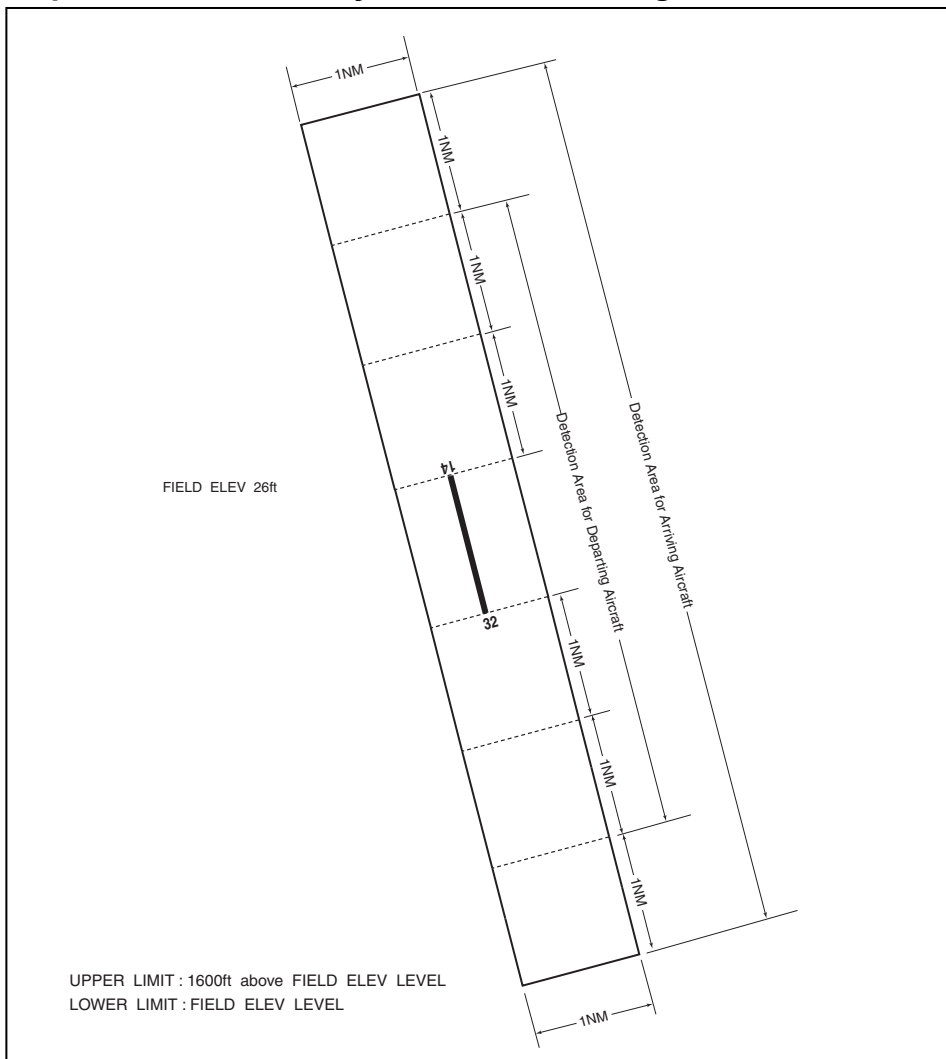 1NM
1NM
1NM
1NM
Detection Area for Departing Aircraft
Detection Area for Arriving Aircraft
14
FIELD ELEV 26ft
32
1NM
1NM
1NM
UPPER LIMIT : 1600ft above FIELD ELEV LEVEL
LOWER LIMIT : FIELD ELEV LEVEL
1NM